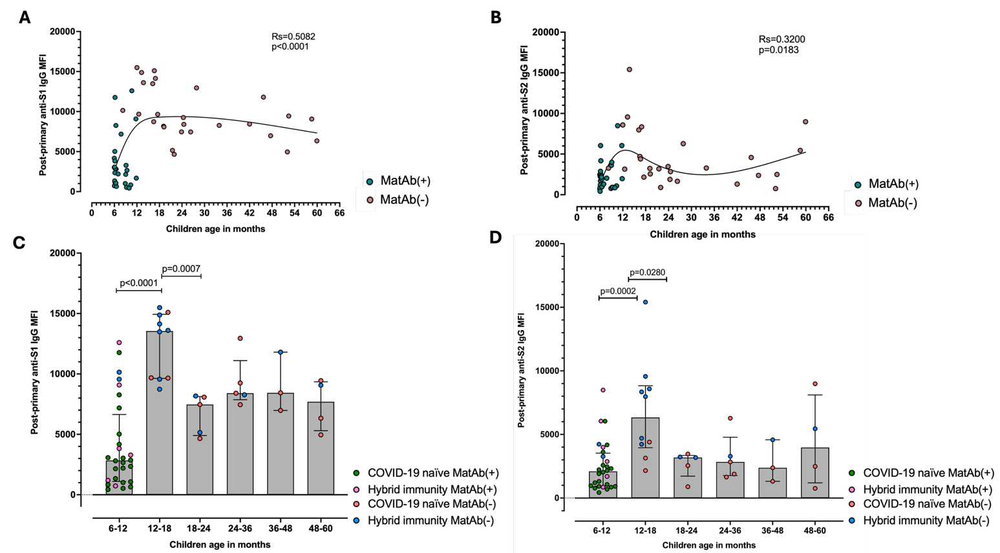 A
Post-primary anti-S1 IgG MFI
20000
15000
10000
5000
0
Rs=0.5082
p<0.0001
MatAb(+)
MatAb(-)
0 6 12 18 24 30 36 42 48 54 60 66
Children age in months
B
Post-primary anti-S2 IgG MFI
20000
15000
10000
5000
0
Rs=0.3200
p=0.0183
MatAb(+)
MatAb(-)
0 6 12 18 24 30 36 42 48 54 60 66
Children age in months
C
Post-primary anti-S1 IgG MFI
20000
15000
10000
5000
0
p=0.0007
p<0.0001
COVID-19 naïve MatAb(+)
Hybrid immunity MatAb(+)
COVID-19 naïve MatAb(-)
Hybrid immunity MatAb(-)
6-12 12-18 18-24 24-36 36-48 48-60
Children age in months
D
Post-primary anti-S2 IgG MFI
20000
15000
10000
5000
0
p=0.0280
p=0.0002
COVID-19 naïve MatAb(+)
Hybrid immunity MatAb(+)
COVID-19 naïve MatAb(-)
Hybrid immunity MatAb(-)
6-12 12-18 18-24 24-36 36-48 48-60
Children age in months